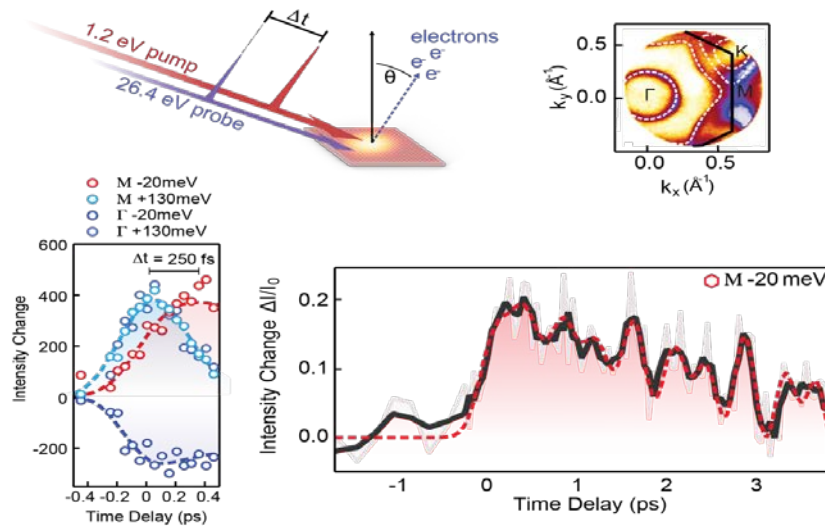 Δt
1.2 eV pump
26.4 eV probe
electrons
e⁻ e⁻
e⁻
θ
0.5
0.0
k_y (Å⁻¹)
K
Γ
M
0.0 0.5
k_x (Å⁻¹)
M -20meV
M +130meV
Γ -20meV
Γ +130meV
Δt = 250 fs
600
400
200
0
-200
Intensity Change
-0.4 -0.2 0 0.2 0.4
Time Delay (ps)
M -20 meV
0.2
0.1
0.0
Intensity Change ΔI/I₀
-1 0 1 2 3
Time Delay (ps)